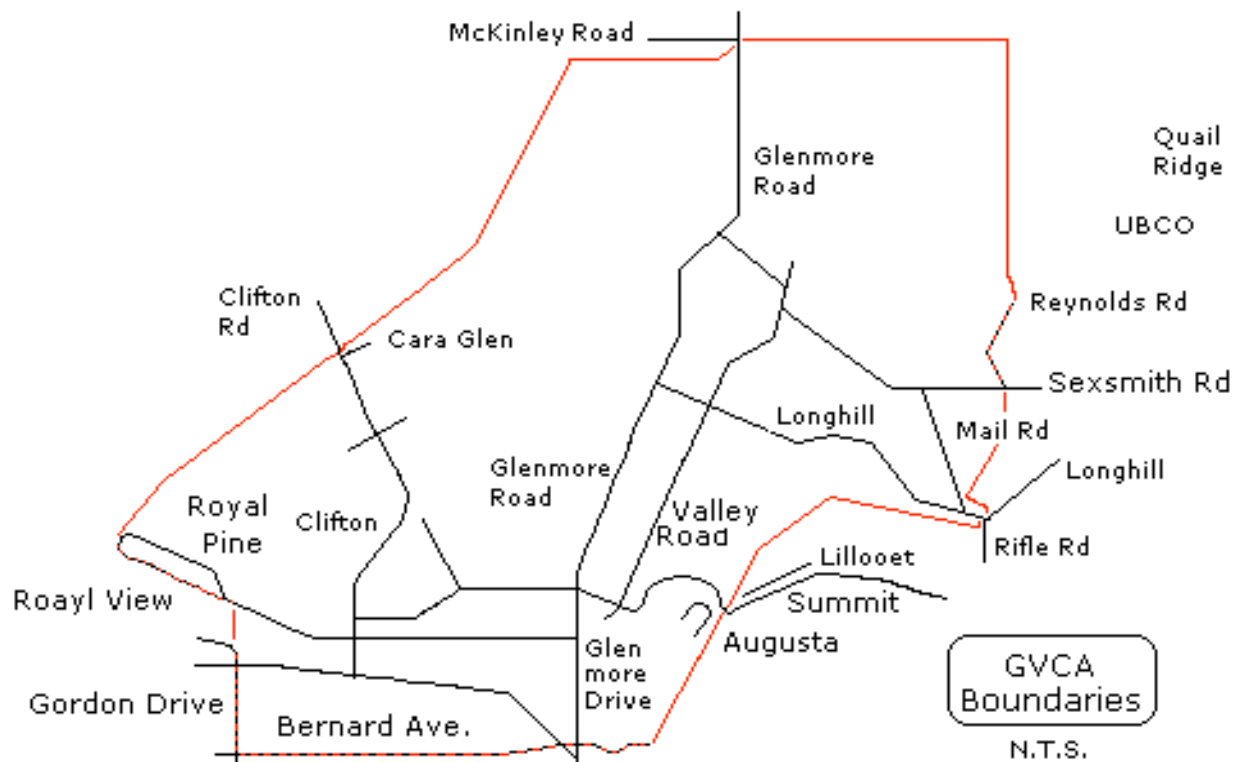 McKinley Road
Quail
Ridge
Glenmore
Road
UBCO
Clifton
Rd
Reynolds Rd
Cara Glen
Sexsmith Rd
Longhill
Mail Rd
Glenmore
Road
Longhill
Royal
Pine
Clifton
Valley
Road
Rifle Rd
Lillooet
Roayl View
Summit
Augusta
Glen
more
Drive
GVCA
Boundaries
Gordon Drive
Bernard Ave.
N.T.S.